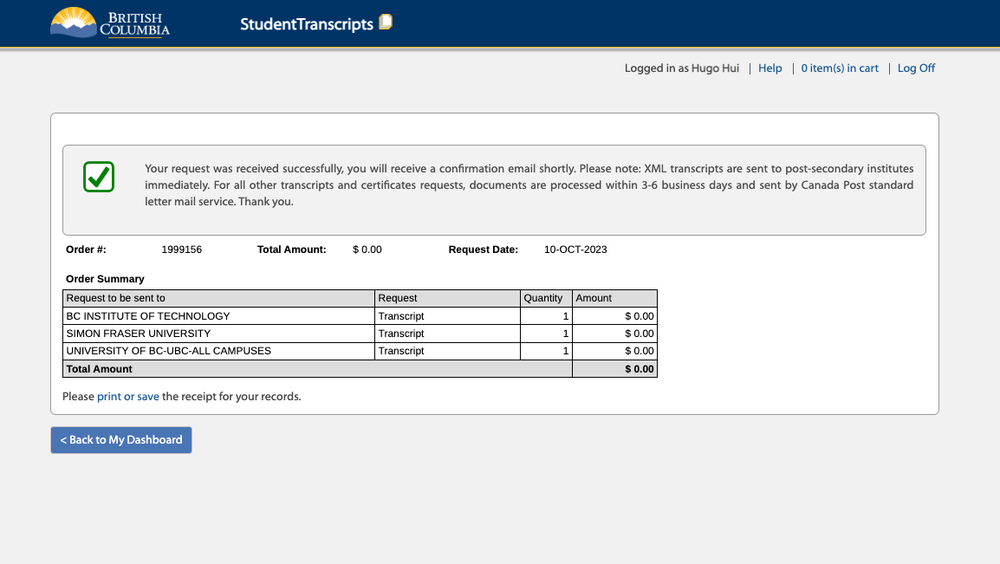 BRITISH
COLUMBIA
StudentTranscripts
Logged in as Hugo Hui | Help | 0 item(s) in cart | Log Off
Your request was received successfully, you will receive a confirmation email shortly. Please note: XML transcripts are sent to post-secondary institutes
immediately. For all other transcripts and certificates requests, documents are processed within 3-6 business days and sent by Canada Post standard
letter mail service. Thank you.
Order #: 1999156 Total Amount: $ 0.00 Request Date: 10-OCT-2023
Order Summary
Request to be sent to Request Quantity Amount
BC INSTITUTE OF TECHNOLOGY Transcript 1 $ 0.00
SIMON FRASER UNIVERSITY Transcript 1 $ 0.00
UNIVERSITY OF BC-UBC-ALL CAMPUSES Transcript 1 $ 0.00
Total Amount $ 0.00
Please print or save the receipt for your records.
< Back to My Dashboard